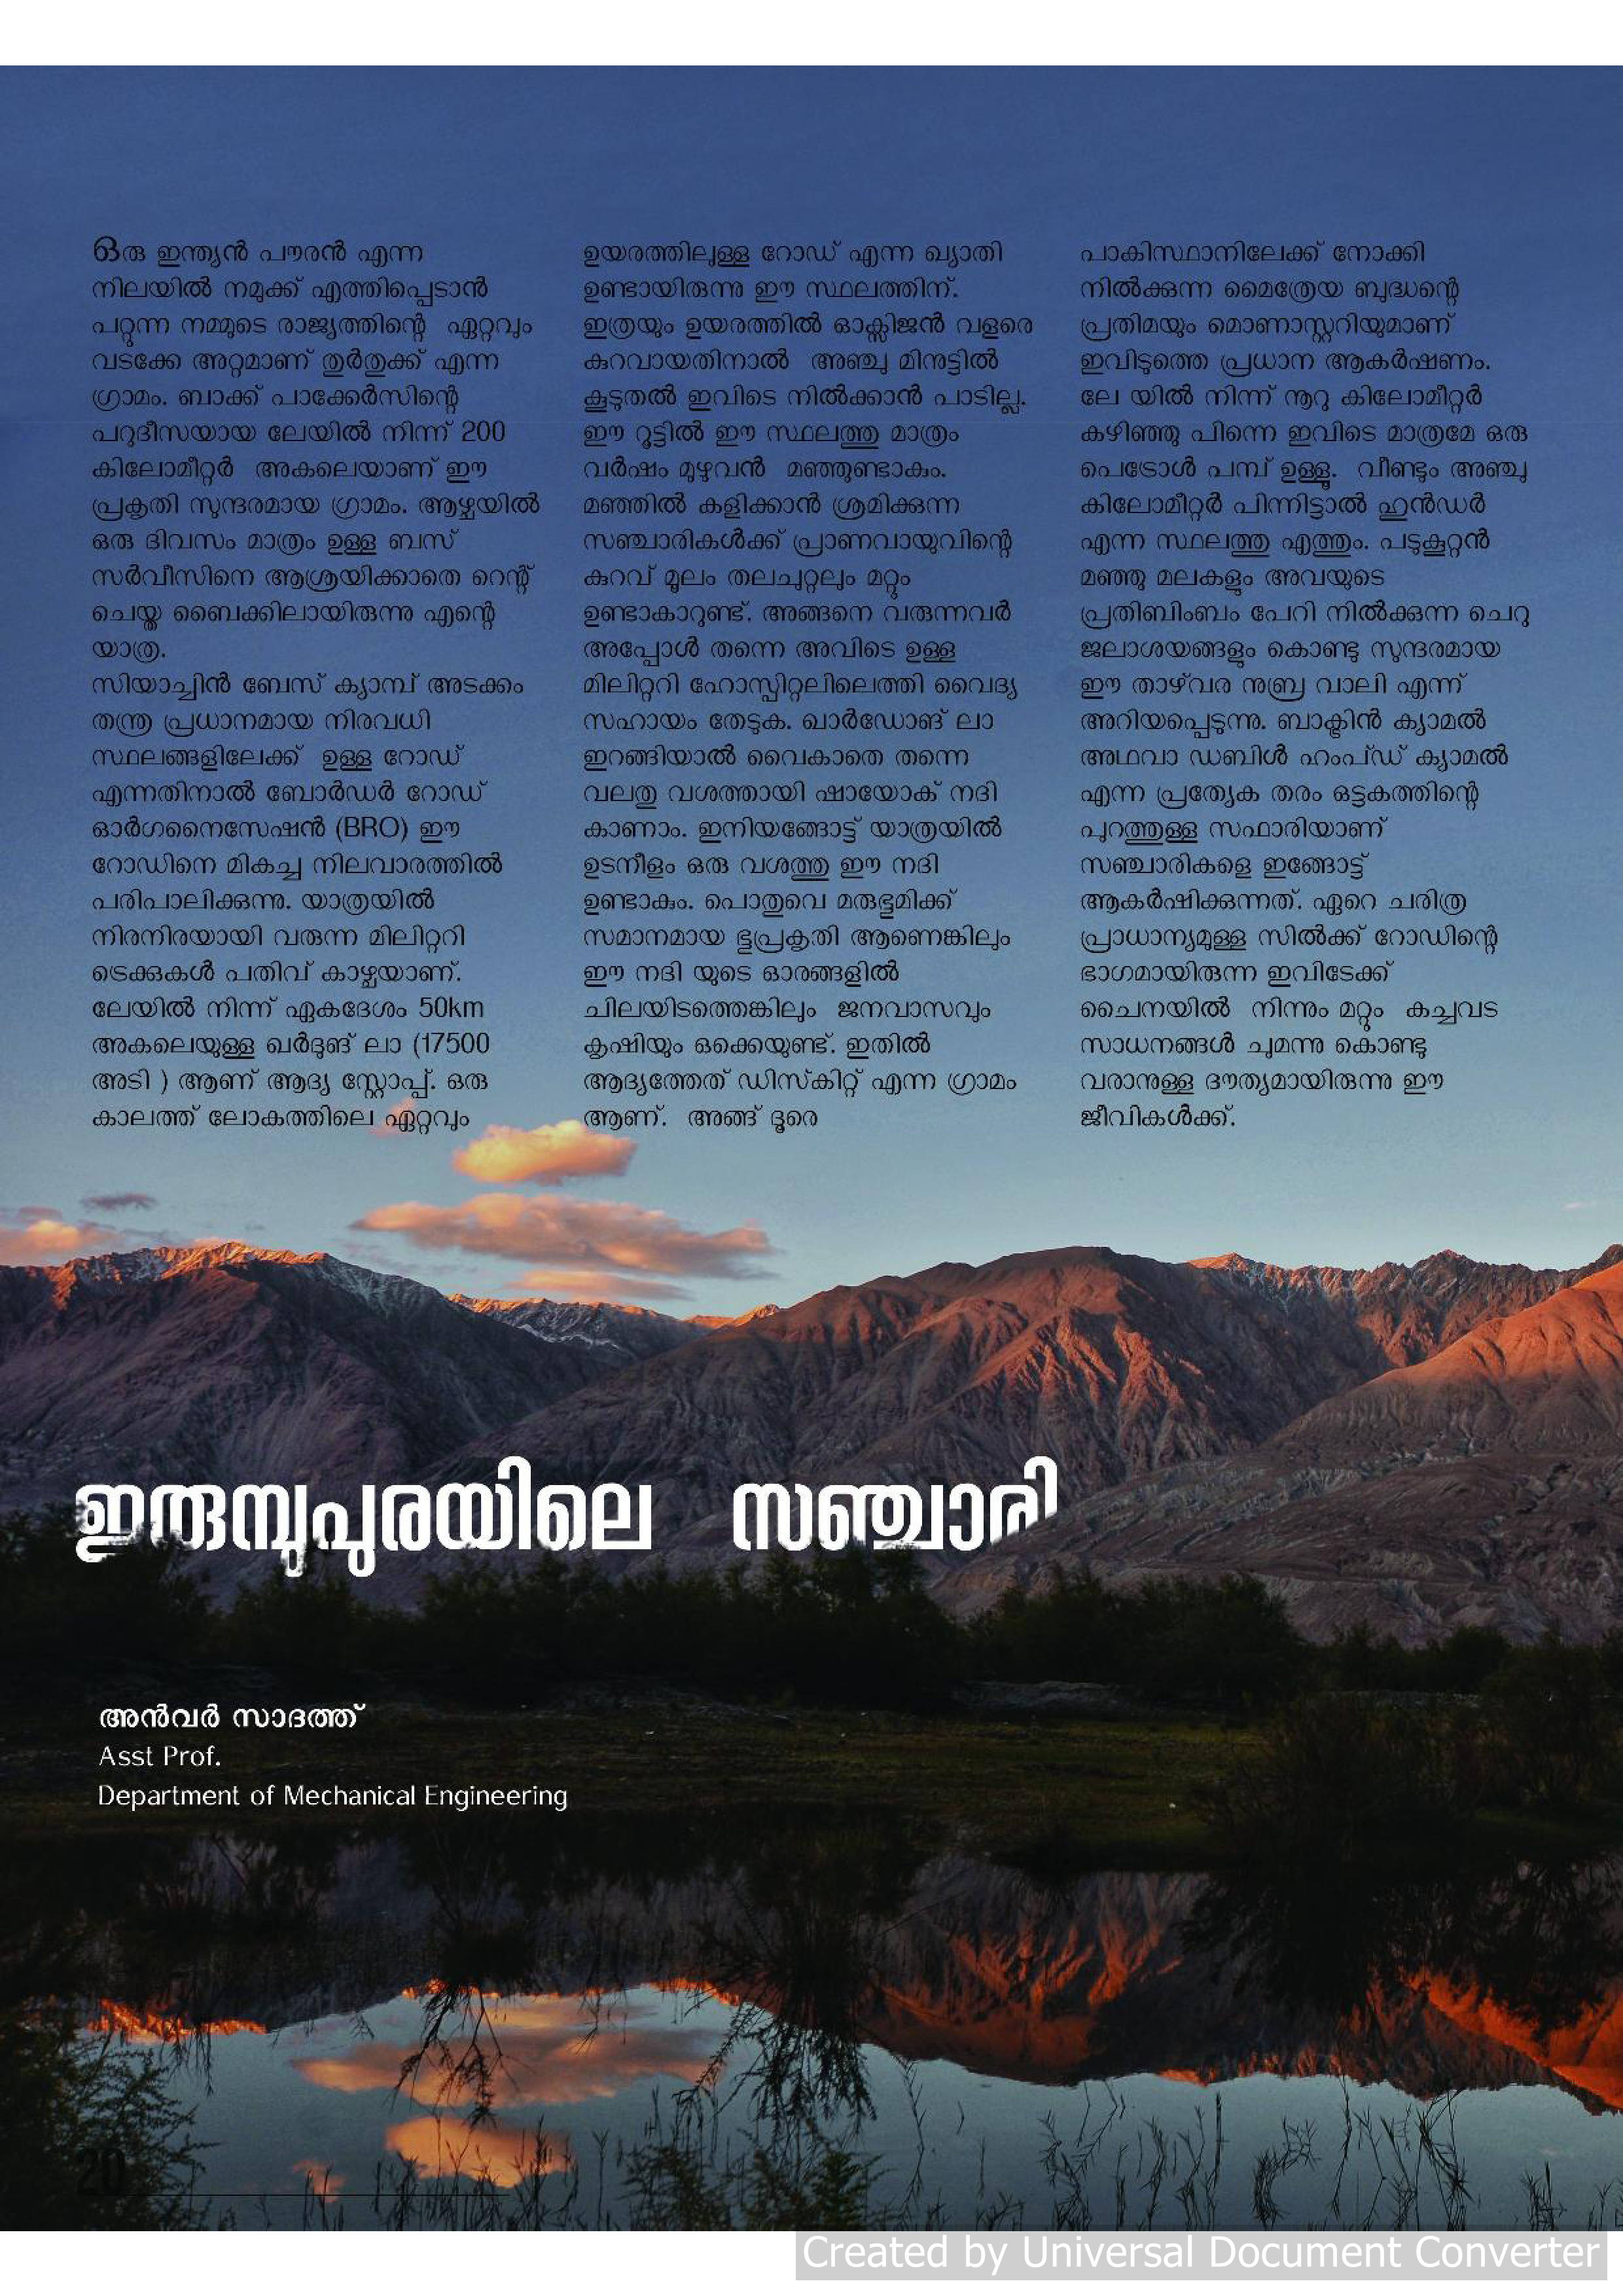 ഒരു ഇന്ത്യൻ പൗരൻ എന്ന
നിലയിൽ നമുക്ക് എത്തിപ്പെടാൻ
പറ്റുന്ന നമ്മുടെ രാജ്യത്തിന്റെ ഏറ്റവും
വടക്കേ അറ്റമാണ് തുർതുക്ക് എന്ന
ഗ്രാമം. ബാക്ക് പാക്കേർസിന്റെ
പറുദീസയായ ലേയിൽ നിന്ന് 200
കിലോമീറ്റർ അകലെയാണ് ഈ
പ്രകൃതി സുന്ദരമായ ഗ്രാമം. ആഴ്ചയിൽ
ഒരു ദിവസം മാത്രം ഉള്ള ബസ്
സർവീസിനെ ആശ്രയിക്കാതെ റെന്റ്
ചെയ്ത ബൈക്കിലായിരുന്നു എന്റെ
യാത്ര.
സിയാച്ചിൻ ബേസ് ക്യാമ്പ് അടക്കം
തന്ത്ര പ്രധാനമായ നിരവധി
സ്ഥലങ്ങളിലേക്ക് ഉള്ള റോഡ്
എന്നതിനാൽ ബോർഡർ റോഡ്
ഓർഗനൈസേഷൻ (BRO) ഈ
റോഡിനെ മികച്ച നിലവാരത്തിൽ
പരിപാലിക്കുന്നു. യാത്രയിൽ
നിരനിരയായി വരുന്ന മിലിറ്ററി
ട്രെക്കുകൾ പതിവ് കാഴ്ചയാണ്.
ലേയിൽ നിന്ന് ഏകദേശം 50km
അകലെയുള്ള ഖർദുങ് ലാ (17500
അടി ) ആണ് ആദ്യ സ്റ്റോപ്പ്. ഒരു
കാലത്ത് ലോകത്തിലെ ഏറ്റവും
ഉയരത്തിലുള്ള റോഡ് എന്ന ഖ്യാതി
ഉണ്ടായിരുന്നു ഈ സ്ഥലത്തിന്.
ഇത്രയും ഉയരത്തിൽ ഓക്സിജൻ വളരെ
കുറവായതിനാൽ അഞ്ചു മിനുട്ടിൽ
കൂടുതൽ ഇവിടെ നിൽക്കാൻ പാടില്ല.
ഈ റൂട്ടിൽ ഈ സ്ഥലത്തു മാത്രം
വർഷം മുഴുവൻ മഞ്ഞുണ്ടാകും.
മഞ്ഞിൽ കളിക്കാൻ ശ്രമിക്കുന്ന
സഞ്ചാരികൾക്ക് പ്രാണവായുവിന്റെ
കുറവ് മൂലം തലചുറ്റലും മറ്റും
ഉണ്ടാകാറുണ്ട്. അങ്ങനെ വരുന്നവർ
അപ്പോൾ തന്നെ അവിടെ ഉള്ള
മിലിറ്ററി ഹോസ്പിറ്റലിലെത്തി വൈദ്യ
സഹായം തേടുക. ഖാർഡോങ് ലാ
ഇറങ്ങിയാൽ വൈകാതെ തന്നെ
വലതു വശത്തായി ഷായോക് നദി
കാണാം. ഇനിയങ്ങോട്ട് യാത്രയിൽ
ഉടനീളം ഒരു വശത്തു ഈ നദി
ഉണ്ടാകും. പൊതുവെ മരുഭൂമിക്ക്
സമാനമായ ഭൂപ്രകൃതി ആണെങ്കിലും
ഈ നദി യുടെ ഓരങ്ങളിൽ
ചിലയിടത്തെങ്കിലും ജനവാസവും
കൃഷിയും ഒക്കെയുണ്ട്. ഇതിൽ
ആദ്യത്തേത് ഡിസ്കിറ്റ് എന്ന ഗ്രാമം
ആണ്. അങ്ങ് ദൂരെ
പാകിസ്ഥാനിലേക്ക് നോക്കി
നിൽക്കുന്ന മൈത്രേയ ബുദ്ധന്റെ
പ്രതിമയും മൊണാസ്റ്ററിയുമാണ്
ഇവിടുത്തെ പ്രധാന ആകർഷണം.
ലേ യിൽ നിന്ന് നൂറു കിലോമീറ്റർ
കഴിഞ്ഞു പിന്നെ ഇവിടെ മാത്രമേ ഒരു
പെട്രോൾ പമ്പ് ഉള്ളൂ. വീണ്ടും അഞ്ചു
കിലോമീറ്റർ പിന്നിട്ടാൽ ഹുൻഡർ
എന്ന സ്ഥലത്തു എത്തും. പടുകൂറ്റൻ
മഞ്ഞു മലകളും അവയുടെ
പ്രതിബിംബം പേറി നിൽക്കുന്ന ചെറു
ജലാശയങ്ങളും കൊണ്ടു സുന്ദരമായ
ഈ താഴ്‌വര നുബ്ര വാലി എന്ന്
അറിയപ്പെടുന്നു. ബാക്ട്രിൻ ക്യാമൽ
അഥവാ ഡബിൾ ഹംപ്ഡ് ക്യാമൽ
എന്ന പ്രത്യേക തരം ഒട്ടകത്തിന്റെ
പുറത്തുള്ള സഫാരിയാണ്
സഞ്ചാരികളെ ഇങ്ങോട്ട്
ആകർഷിക്കുന്നത്. ഏറെ ചരിത്ര
പ്രാധാന്യമുള്ള സിൽക്ക് റോഡിന്റെ
ഭാഗമായിരുന്ന ഇവിടേക്ക്
ചൈനയിൽ നിന്നും മറ്റും കച്ചവട
സാധനങ്ങൾ ചുമന്നു കൊണ്ടു
വരാനുള്ള ദൗത്യമായിരുന്നു ഈ
ജീവികൾക്ക്.
ഇരുമ്പുപുരയിലെ സഞ്ചാരി
അൻവർ സാദത്ത്
Asst Prof.
Department of Mechanical Engineering
20
Created by Universal Document Converter